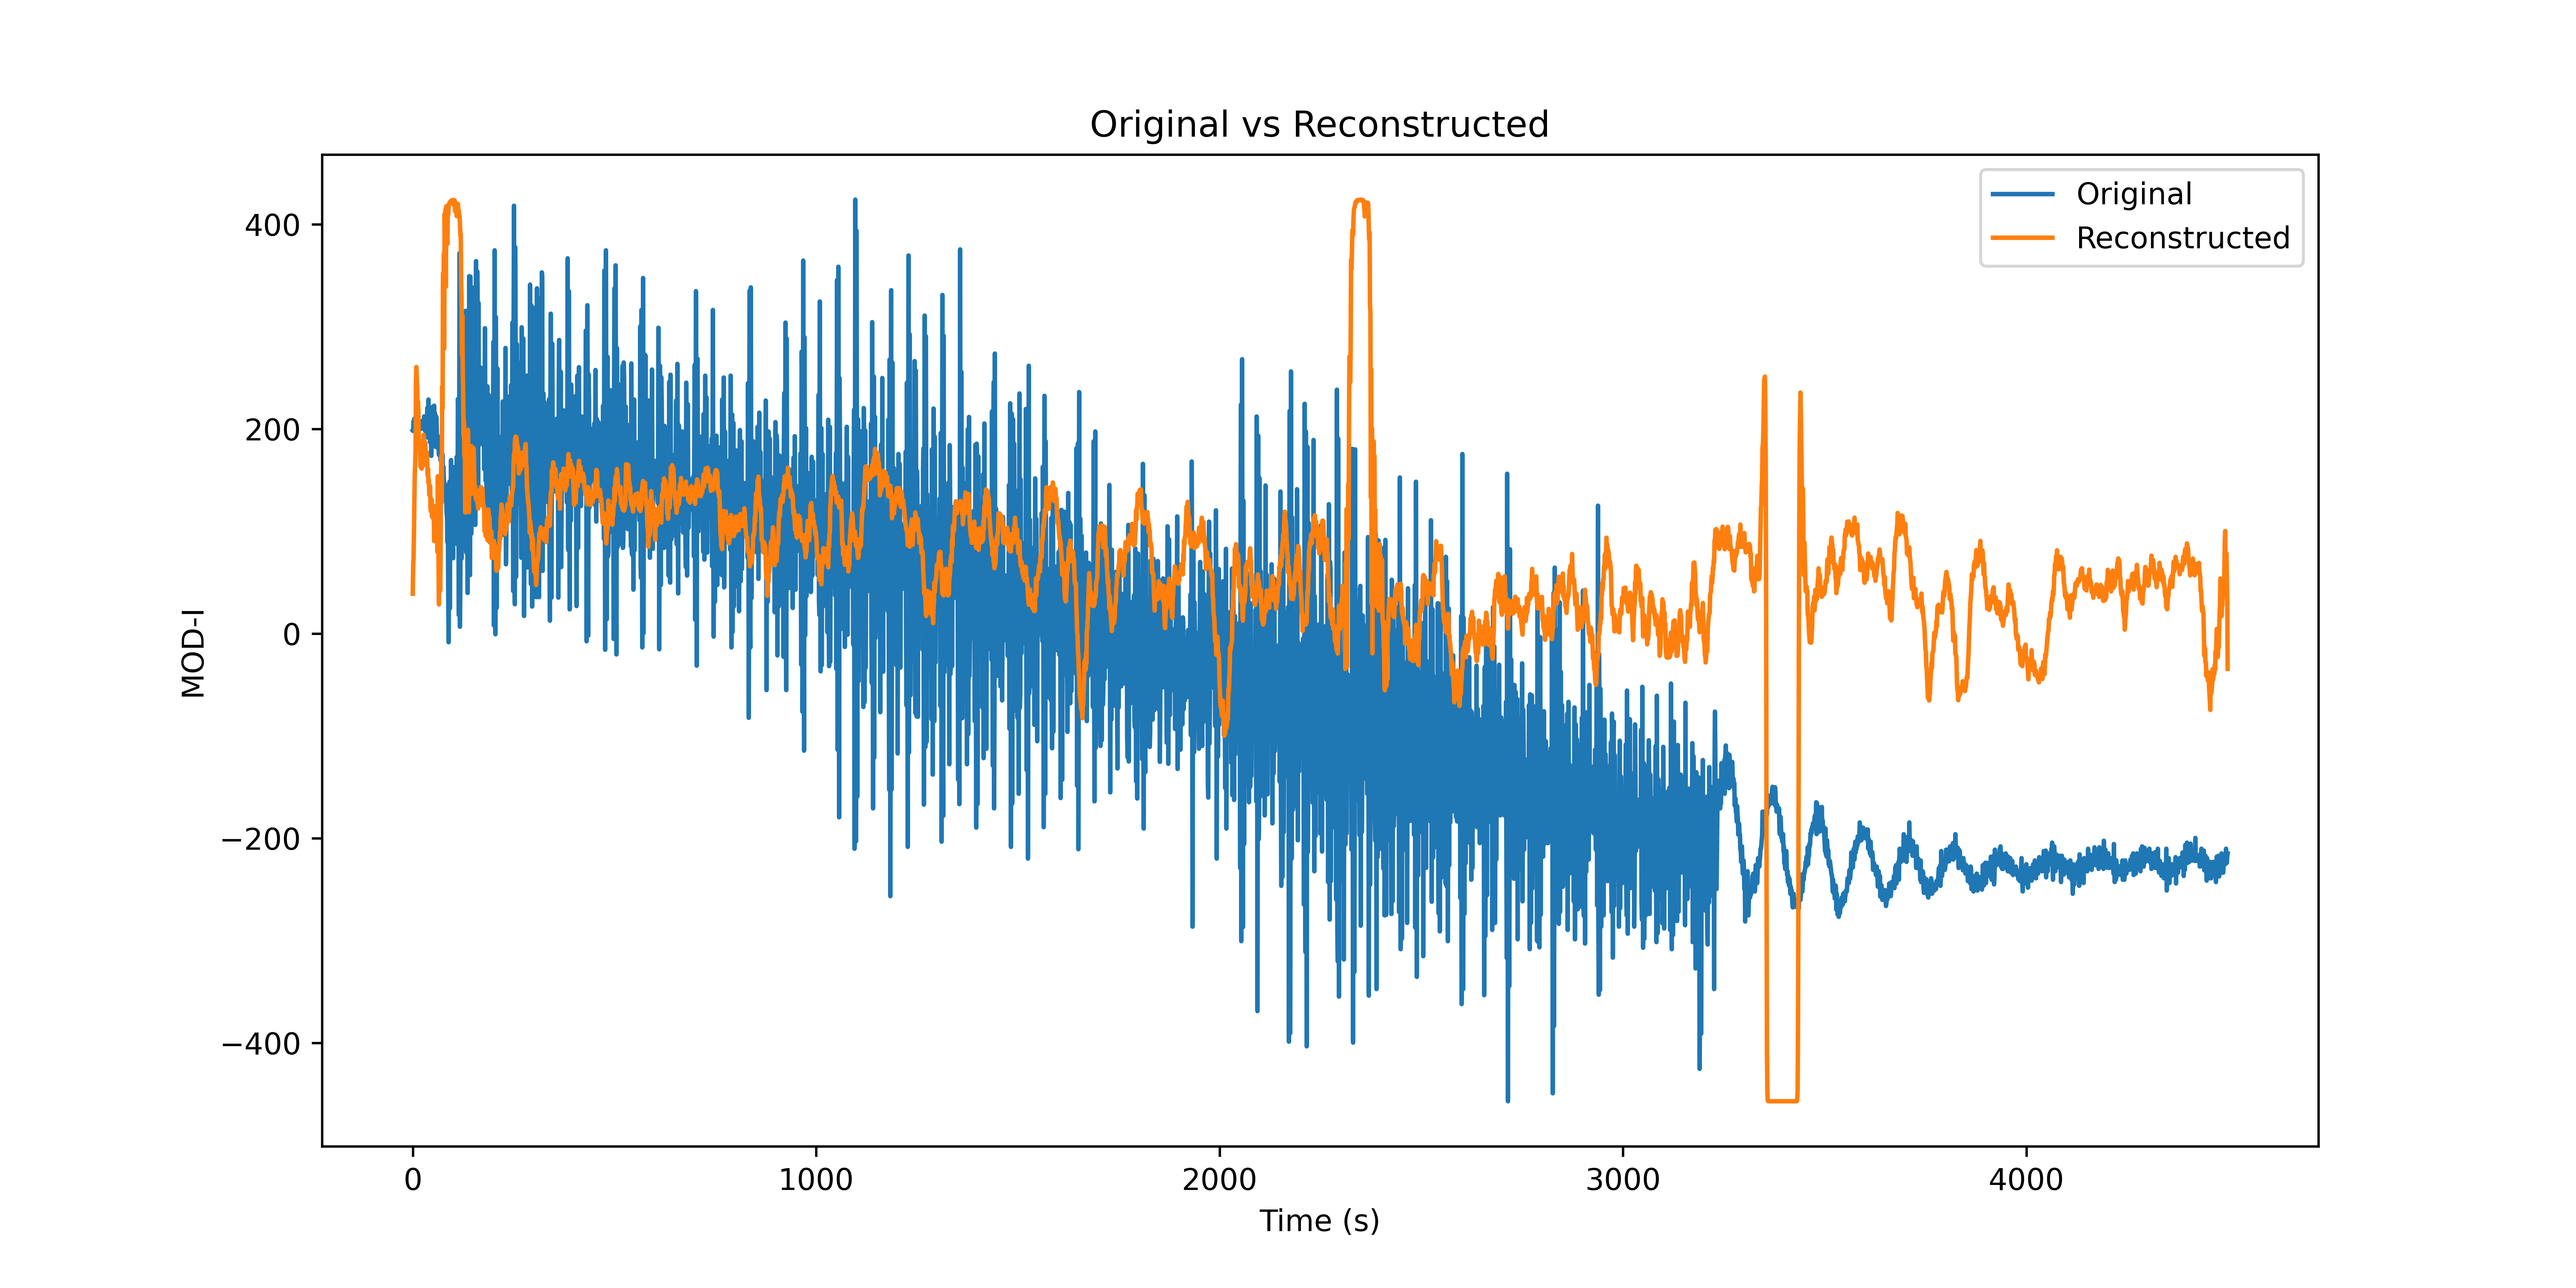 Original vs Reconstructed
Original
Reconstructed
MOD-I
400
200
0
−200
−400
0 1000 2000 3000 4000
Time (s)